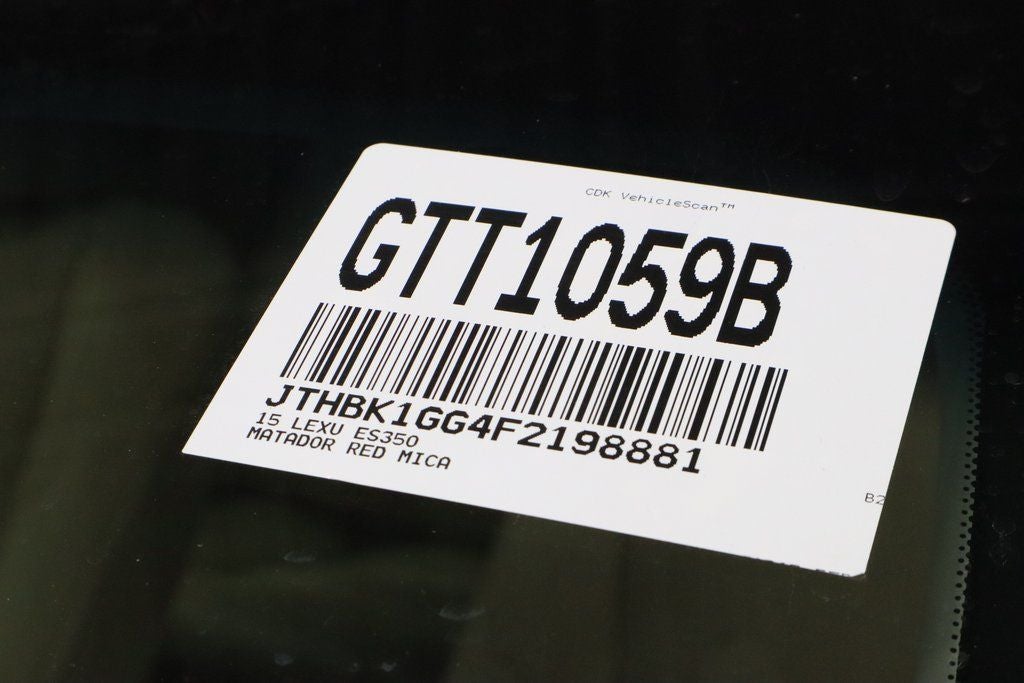 CDK VehicleScan™
GTT1059B
JTHBK1GG4F2198881
15 LEXU ES350
MATADOR RED MICA
B2